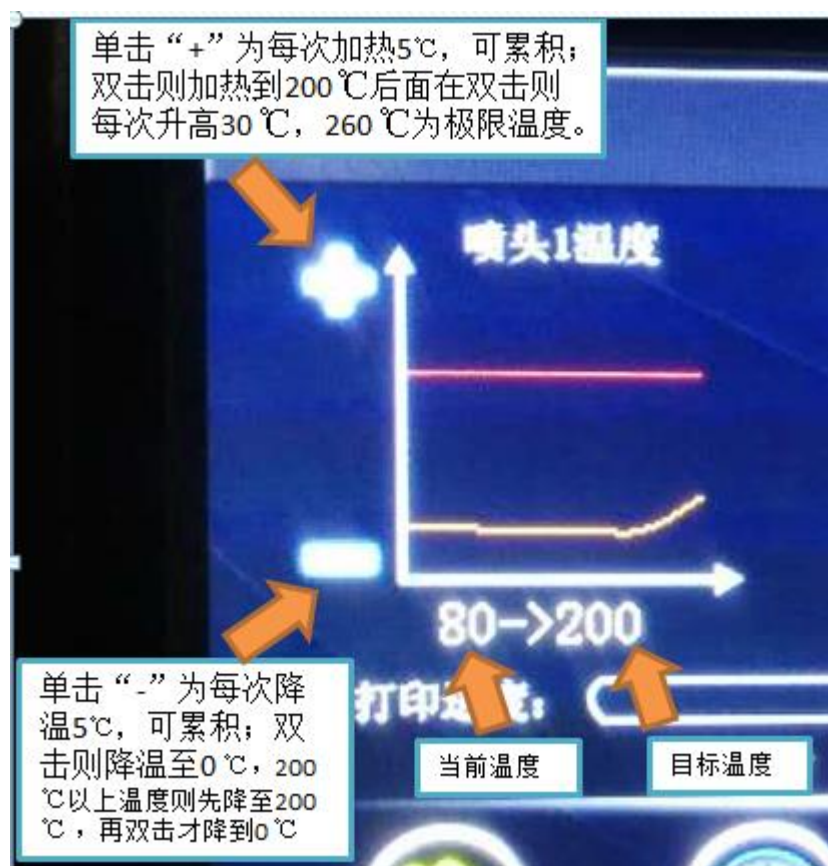 单击“+”为每次加热5℃，可累积；
双击则加热到200℃后面在双击则
每次升高30℃，260℃为极限温度。
喷头1温度
80->200
打印进度：
单击“-”为每次降
温5℃，可累积；双
击则降温至0℃，200
℃以上温度则先降至200
℃，再双击才降到0℃
当前温度
目标温度